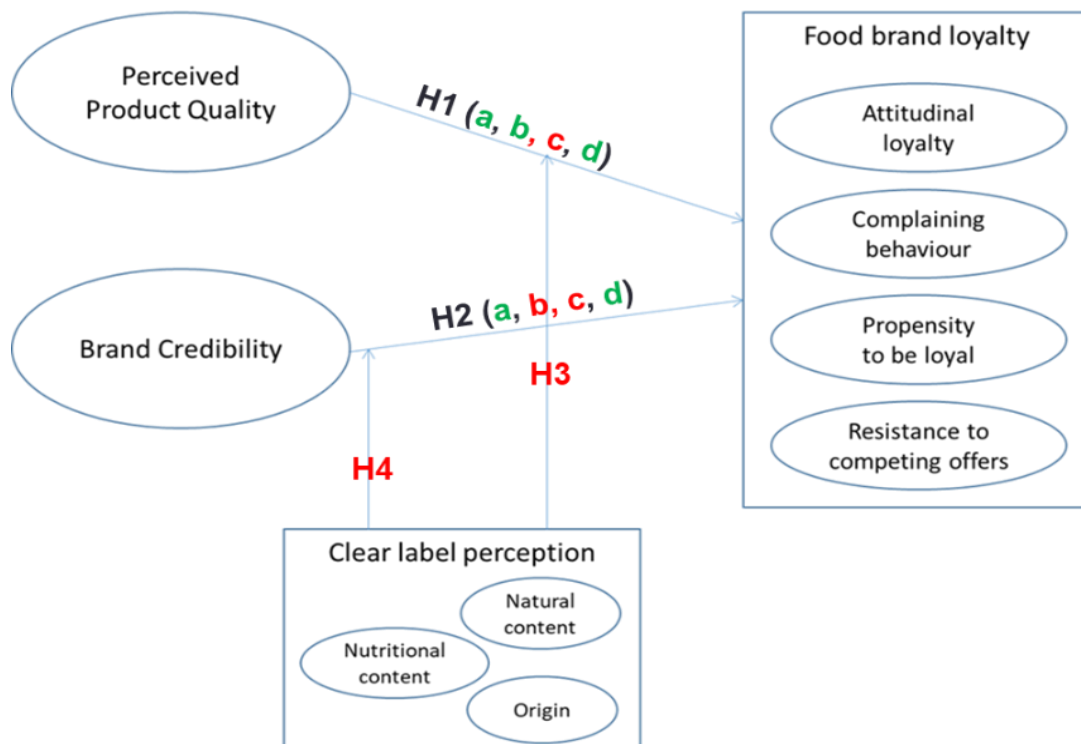 Perceived
Product Quality
H1 (a, b, c, d)
Food brand loyalty
Attitudinal
loyalty
Complaining
behaviour
Propensity
to be loyal
Resistance to
competing offers
Brand Credibility
H2 (a, b, c, d)
H3
H4
Clear label perception
Natural
content
Nutritional
content
Origin